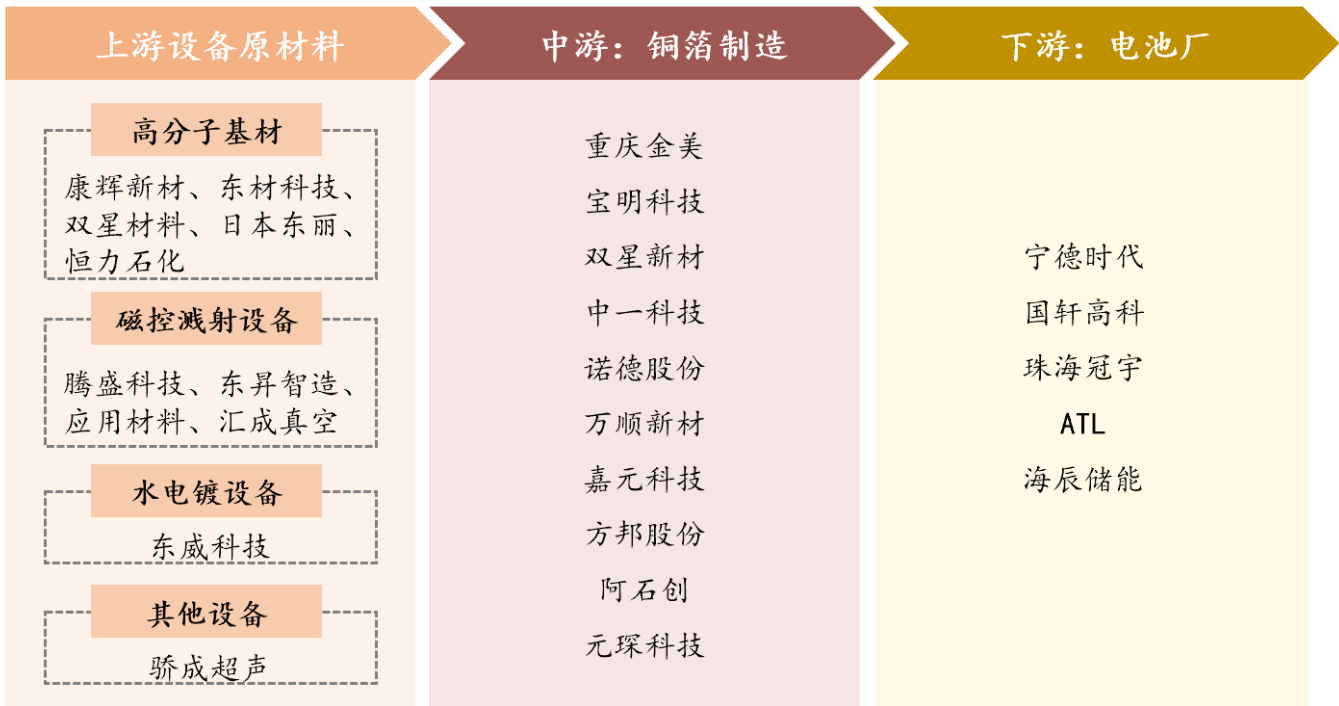 上游设备原材料
高分子基材
康辉新材、东材科技、
双星材料、日本东丽、
恒力石化
磁控溅射设备
腾盛科技、东昇智造、
应用材料、汇成真空
水电镀设备
东威科技
其他设备
骄成超声
中游：铜箔制造
重庆金美
宝明科技
双星新材
中一科技
诺德股份
万顺新材
嘉元科技
方邦股份
阿石创
元琛科技
下游：电池厂
宁德时代
国轩高科
珠海冠宇
ATL
海辰储能